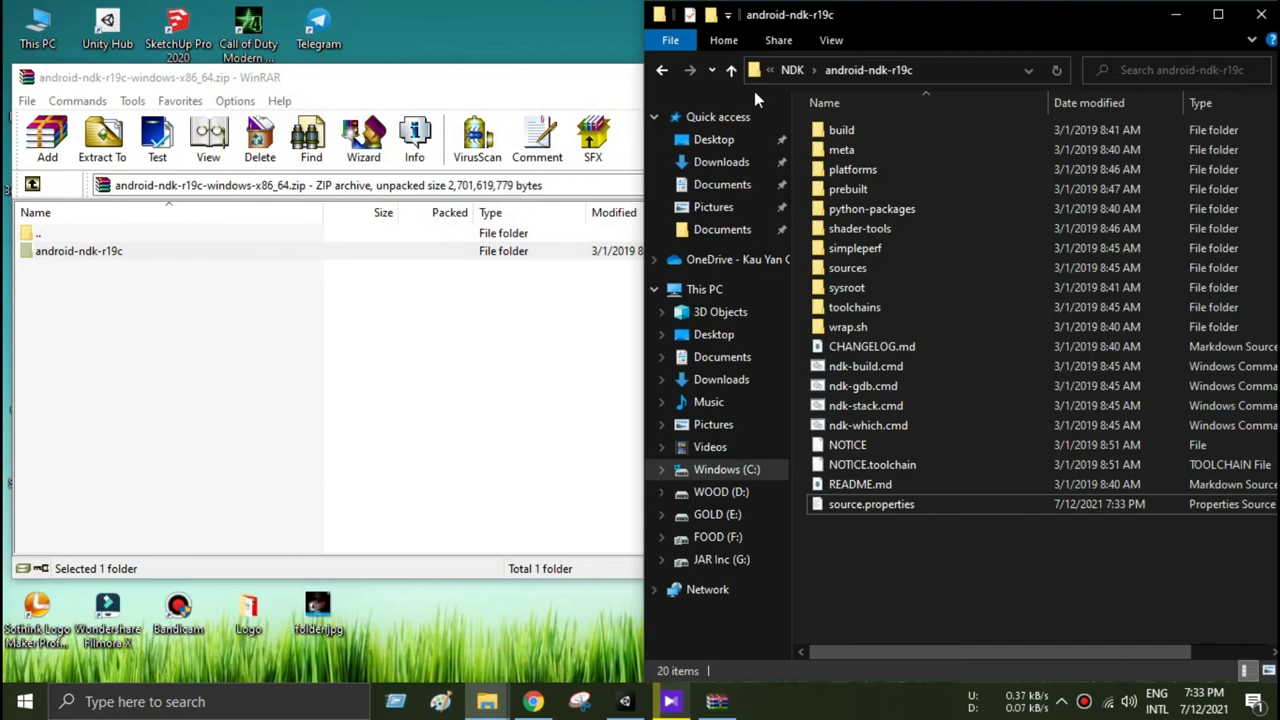 This PC
Unity Hub
SketchUp Pro
2020
Call of Duty
Modern ...
Telegram
android-ndk-r19c-windows-x86_64.zip - WinRAR
File
Commands
Tools
Favorites
Options
Help
Add
Extract To
Test
View
Delete
Find
Wizard
Info
VirusScan
Comment
SFX
android-ndk-r19c-windows-x86_64.zip - ZIP archive, unpacked size 2,701,619,779 bytes
Name Size Packed Type Modified
.. File folder
android-ndk-r19c File folder 3/1/2019 8
Selected 1 folder
Total 1 folder
Sothink Logo
Maker Prof...
Wondershare
Filmora X
Bandicam
Logo
folder.jpg
android-ndk-r19c
File
Home
Share
View
« NDK > android-ndk-r19c
Search android-ndk-r19c
Quick access
Desktop
Downloads
Documents
Pictures
Documents
OneDrive - Kau Yan C
This PC
3D Objects
Desktop
Documents
Downloads
Music
Pictures
Videos
Windows (C:)
WOOD (D:)
GOLD (E:)
FOOD (F:)
JAR Inc (G:)
Network
Name Date modified Type
build 3/1/2019 8:41 AM File folder
meta 3/1/2019 8:40 AM File folder
platforms 3/1/2019 8:41 AM File folder
prebuilt 3/1/2019 8:47 AM File folder
python-packages 3/1/2019 8:40 AM File folder
shader-tools 3/1/2019 8:46 AM File folder
simpleperf 3/1/2019 8:45 AM File folder
sources 3/1/2019 8:45 AM File folder
sysroot 3/1/2019 8:41 AM File folder
toolchains 3/1/2019 8:45 AM File folder
wrap.sh 3/1/2019 8:40 AM File folder
CHANGELOG.md 3/1/2019 8:40 AM Markdown Source
ndk-build.cmd 3/1/2019 8:45 AM Windows Comma
ndk-gdb.cmd 3/1/2019 8:45 AM Windows Comma
ndk-stack.cmd 3/1/2019 8:45 AM Windows Comma
ndk-which.cmd 3/1/2019 8:45 AM Windows Comma
NOTICE 3/1/2019 8:51 AM File
NOTICE.toolchain 3/1/2019 8:51 AM TOOLCHAIN File
README.md 3/1/2019 8:40 AM Markdown Source
source.properties 7/12/2021 7:33 PM Properties Source
20 items
Type here to search
U: 0.37 kB/s
D: 0.07 kB/s
ENG
INTL
7:33 PM
7/12/2021
1